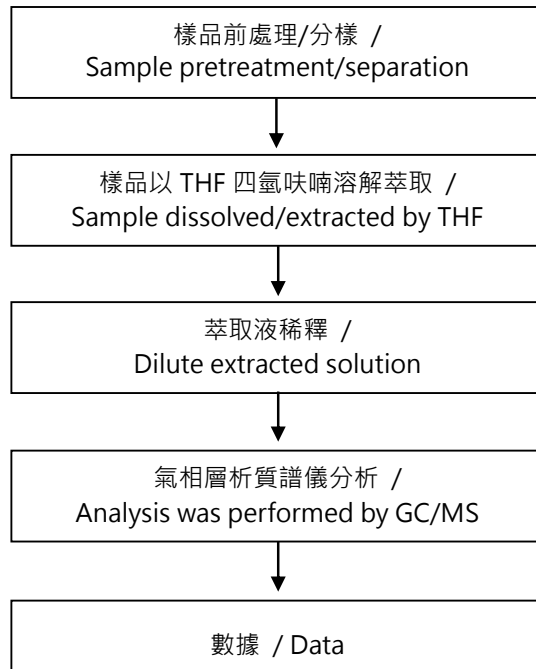 樣品前處理/分樣 /
Sample pretreatment/separation
樣品以 THF 四氫呋喃溶解萃取 /
Sample dissolved/extracted by THF
萃取液稀釋 /
Dilute extracted solution
氣相層析質譜儀分析 /
Analysis was performed by GC/MS
數據 / Data